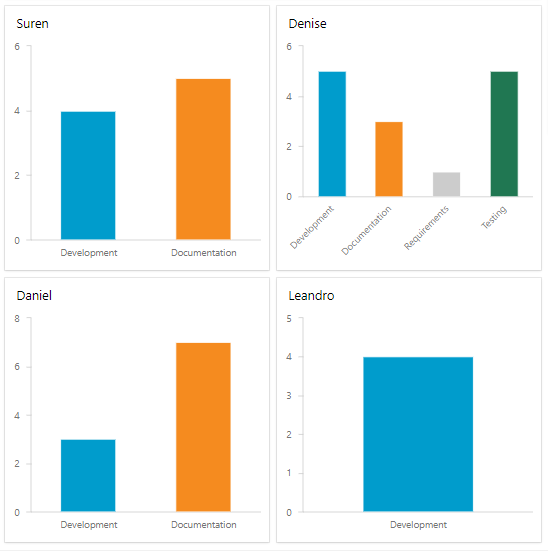 Suren
6
4
2
0
Development Documentation
Denise
6
4
2
0
Development Documentation Requirements Testing
Daniel
8
6
4
2
0
Development Documentation
Leandro
5
4
3
2
1
0
Development